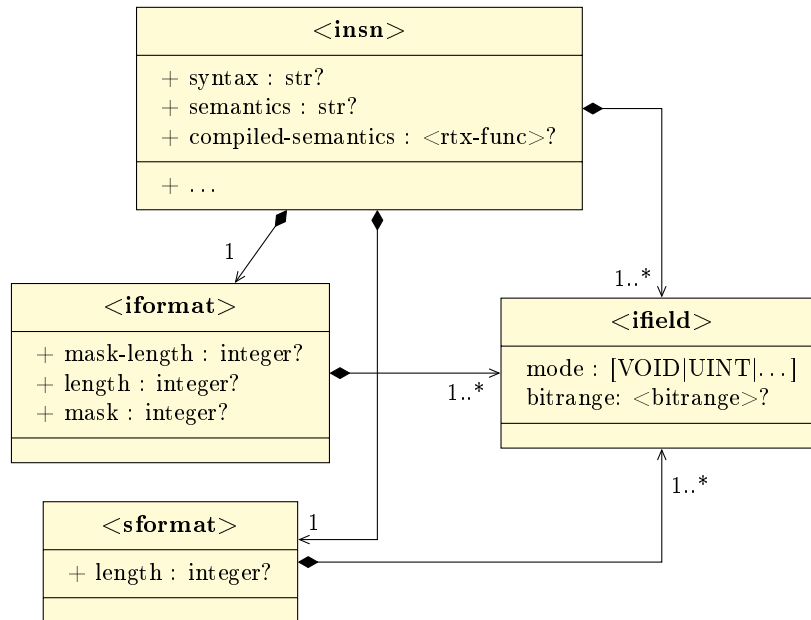 <insn>
+ syntax : str?
+ semantics : str?
+ compiled-semantics : <rtx-func>?
+ ...
1
1..*
<iformat>
+ mask-length : integer?
+ length : integer?
+ mask : integer?
1..*
<ifield>
mode : [VOID|UINT|...]
bitrange: <bitrange>?
1..*
<sformat>
1
+ length : integer?